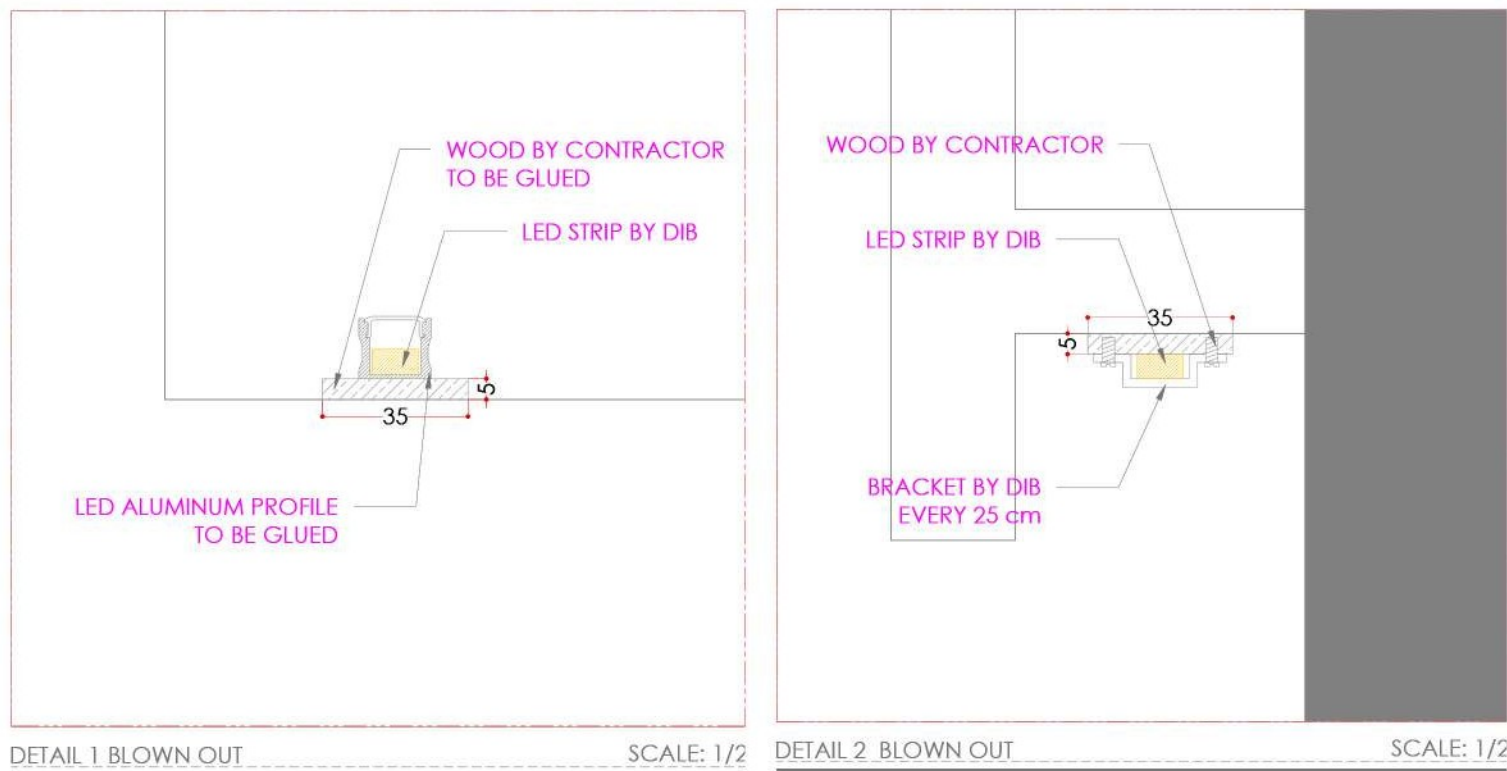 WOOD BY CONTRACTOR
TO BE GLUED
LED STRIP BY DIB
5
35
LED ALUMINUM PROFILE
TO BE GLUED
DETAIL 1 BLOWN OUT
SCALE: 1/2
WOOD BY CONTRACTOR
LED STRIP BY DIB
35
5
BRACKET BY DIB
EVERY 25 cm
DETAIL 2 BLOWN OUT
SCALE: 1/2